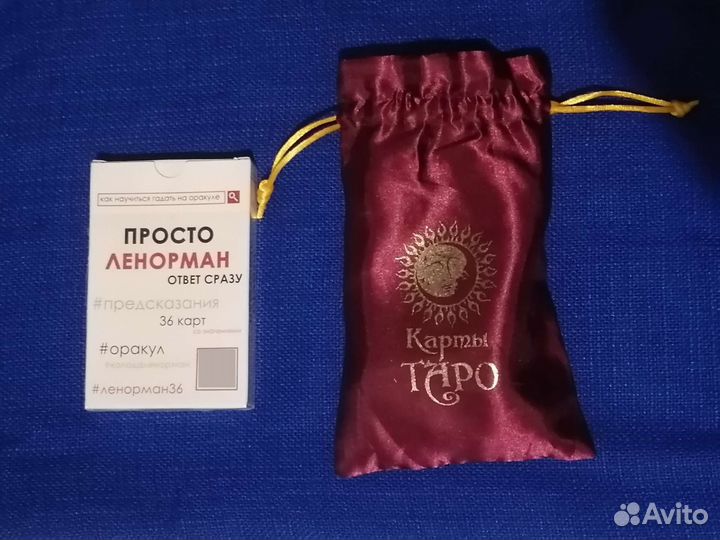 как научиться гадать на оракуле
ПРОСТО
ЛЕНОРМАН
ОТВЕТ СРАЗУ
#предсказания
36 карт
со значениями
#оракул
#колодаленорман
#ленорман36
Карты
ТАРО
Avito